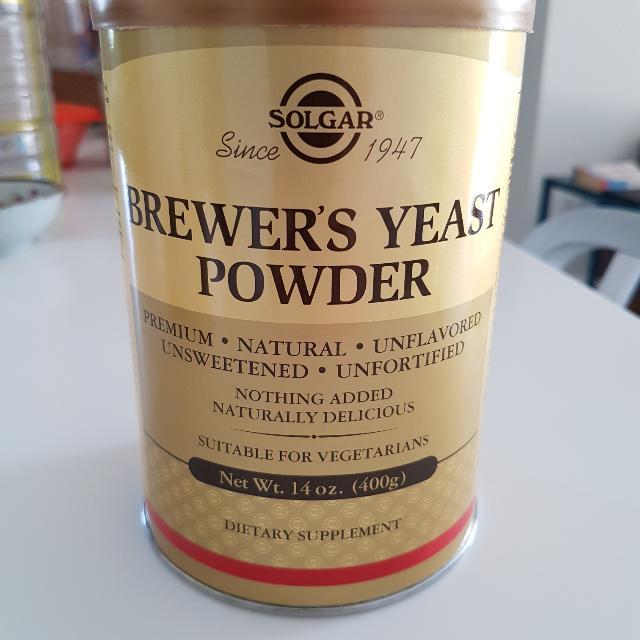 SOLGAR®
Since 1947
BREWER'S YEAST
POWDER
PREMIUM • NATURAL • UNFLAVORED
UNSWEETENED • UNFORTIFIED
NOTHING ADDED
NATURALLY DELICIOUS
SUITABLE FOR VEGETARIANS
Net Wt. 14 oz. (400g)
DIETARY SUPPLEMENT